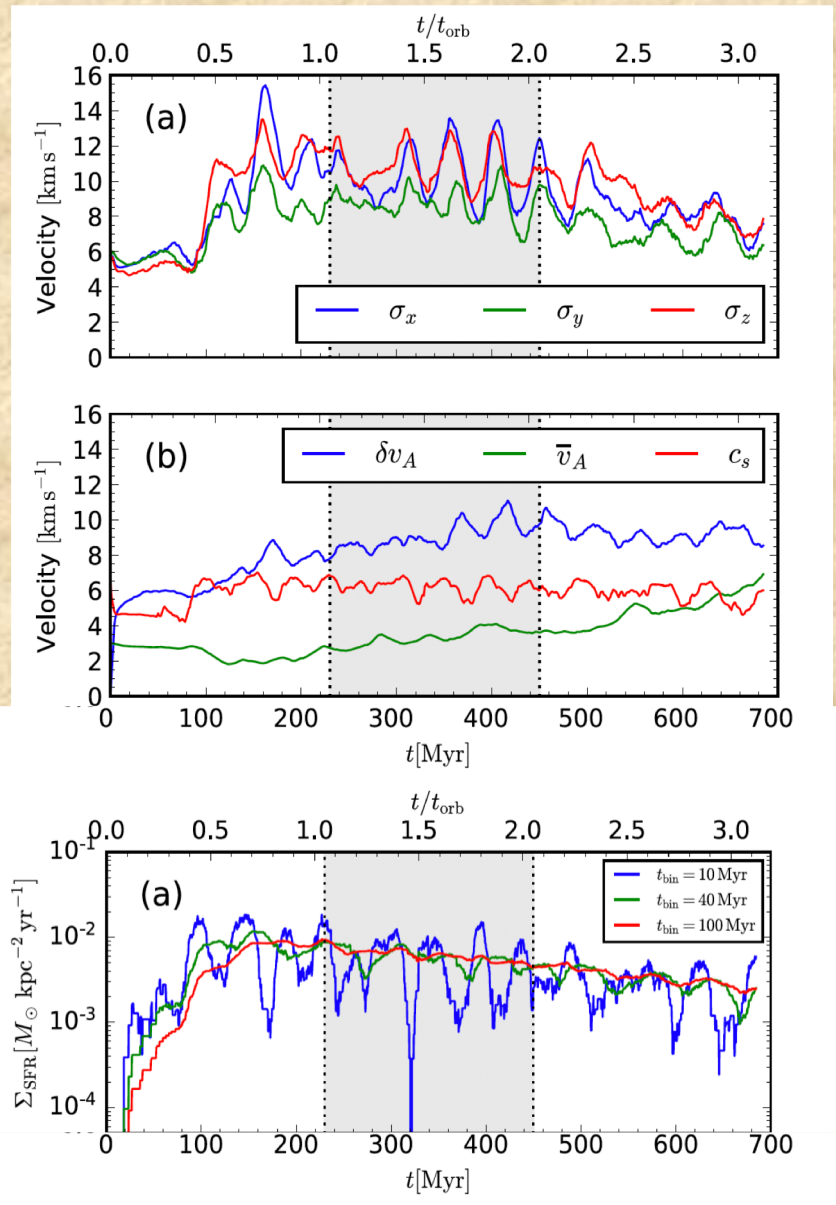 t/t_orb
0.0 0.5 1.0 1.5 2.0 2.5 3.0
16
14
12
10
8
6
4
2
0
Velocity [km s⁻¹]
(a)
σ_x σ_y σ_z
16
14
12
10
8
6
4
2
0
Velocity [km s⁻¹]
(b)
δv_A v̅_A c_s
0 100 200 300 400 500 600 700
t[Myr]
t/t_orb
0.0 0.5 1.0 1.5 2.0 2.5 3.0
10⁻¹
10⁻²
10⁻³
10⁻⁴
Σ_SFR [M_⊙ kpc⁻² yr⁻¹]
(a)
t_bin = 10 Myr
t_bin = 40 Myr
t_bin = 100 Myr
0 100 200 300 400 500 600 700
t[Myr]